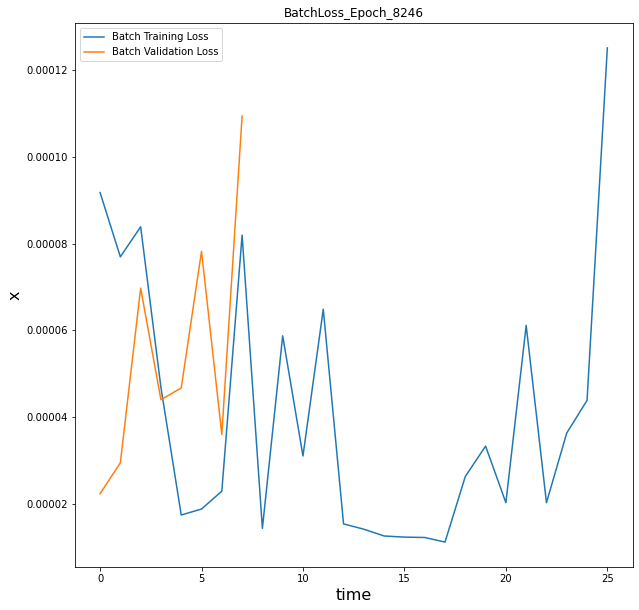 BatchLoss_Epoch_8246
Batch Training Loss
Batch Validation Loss
0.00012
0.00010
0.00008
0.00006
0.00004
0.00002
x
0 5 10 15 20 25
time